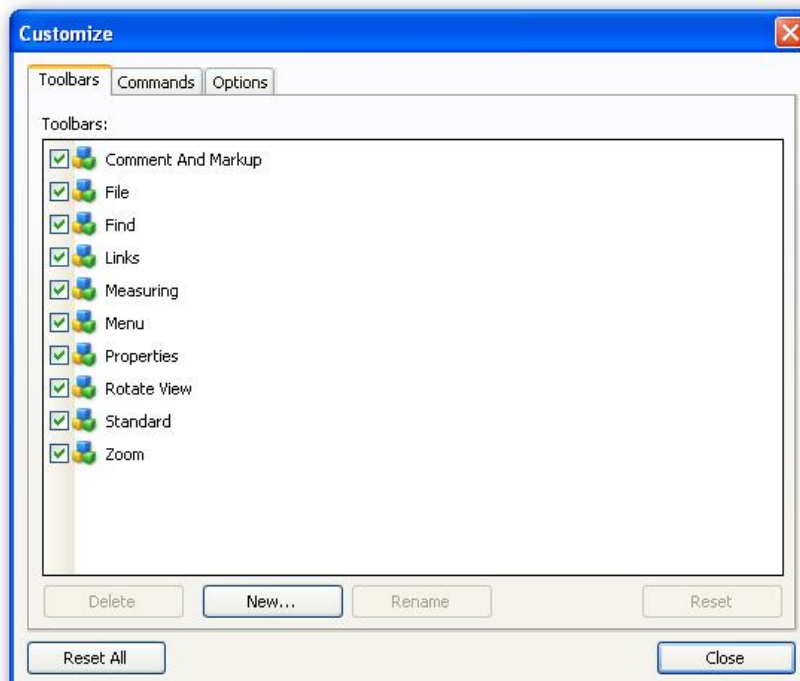 Customize
Toolbars Commands Options
Toolbars:
Comment And Markup
File
Find
Links
Measuring
Menu
Properties
Rotate View
Standard
Zoom
Delete New... Rename Reset
Reset All Close